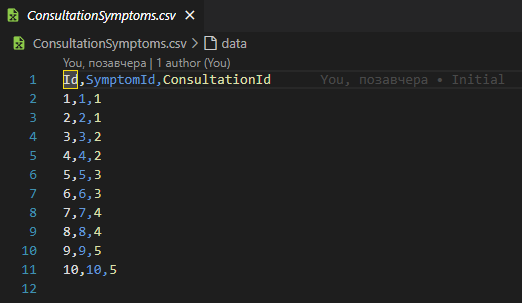 ConsultationSymptoms.csv ×
ConsultationSymptoms.csv > data
You, позавчера | 1 author (You)
1 Id,SymptomId,ConsultationId You, позавчера • Initial
2 1,1,1
3 2,2,1
4 3,3,2
5 4,4,2
6 5,5,3
7 6,6,3
8 7,7,4
9 8,8,4
10 9,9,5
11 10,10,5
12